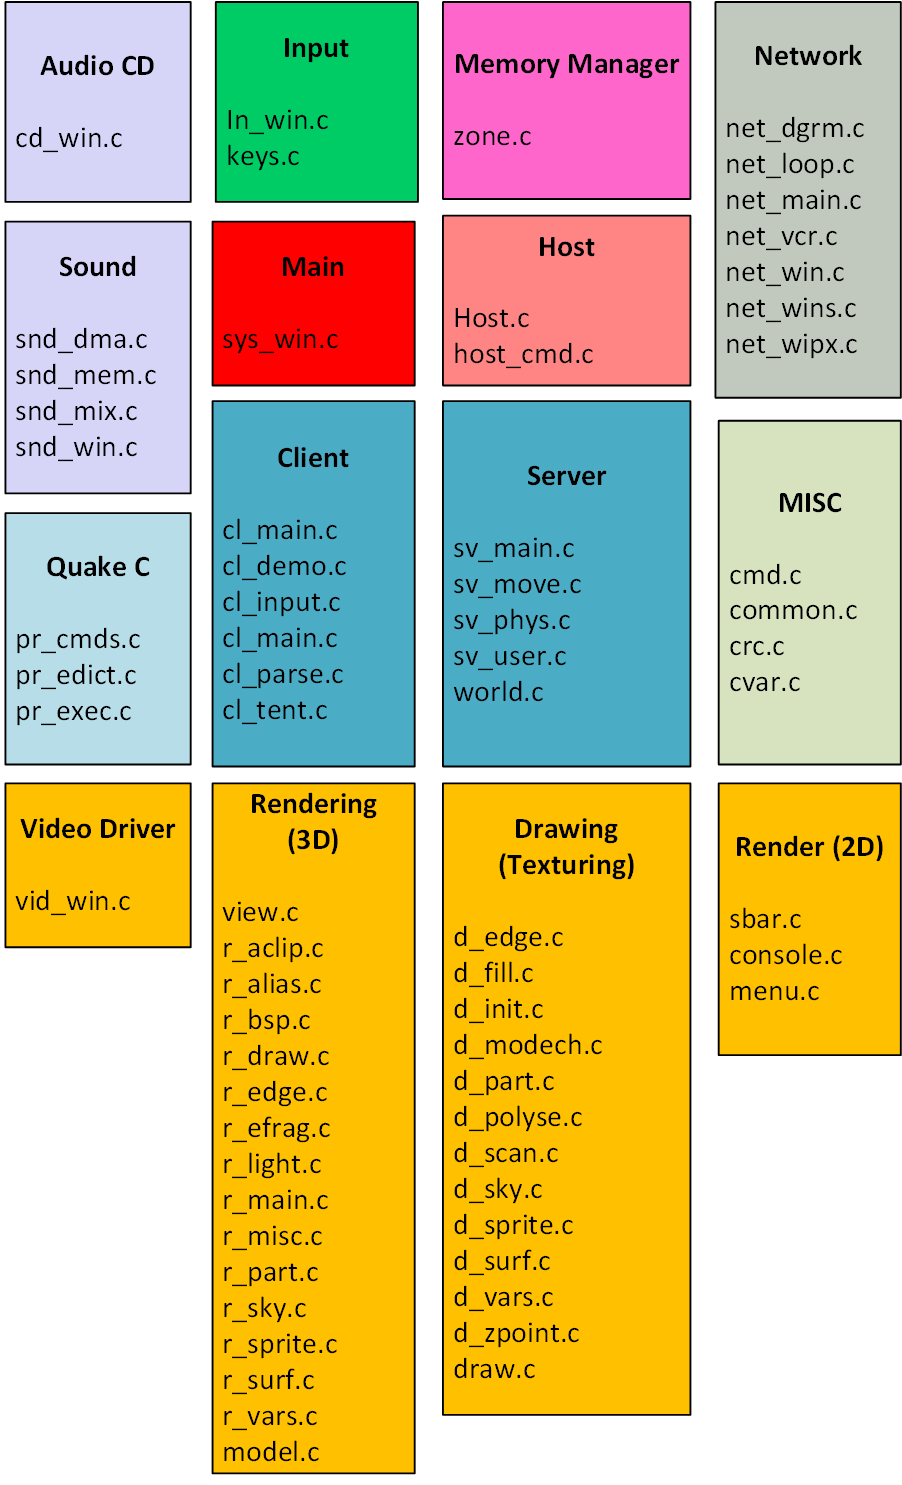 Audio CD
cd_win.c
Input
In_win.c
keys.c
Memory Manager
zone.c
Network
net_dgrm.c
net_loop.c
net_main.c
net_vcr.c
net_win.c
net_wins.c
net_wipx.c
Sound
snd_dma.c
snd_mem.c
snd_mix.c
snd_win.c
Main
sys_win.c
Host
Host.c
host_cmd.c
Client
cl_main.c
cl_demo.c
cl_input.c
cl_main.c
cl_parse.c
cl_tent.c
Server
sv_main.c
sv_move.c
sv_phys.c
sv_user.c
world.c
MISC
cmd.c
common.c
crc.c
cvar.c
Quake C
pr_cmds.c
pr_edict.c
pr_exec.c
Video Driver
vid_win.c
Rendering
(3D)
view.c
r_aclip.c
r_alias.c
r_bsp.c
r_draw.c
r_edge.c
r_efrag.c
r_light.c
r_main.c
r_misc.c
r_part.c
r_sky.c
r_sprite.c
r_surf.c
r_vars.c
model.c
Drawing
(Texturing)
d_edge.c
d_fill.c
d_init.c
d_modech.c
d_part.c
d_polyse.c
d_scan.c
d_sky.c
d_sprite.c
d_surf.c
d_vars.c
d_zpoint.c
draw.c
Render (2D)
sbar.c
console.c
menu.c